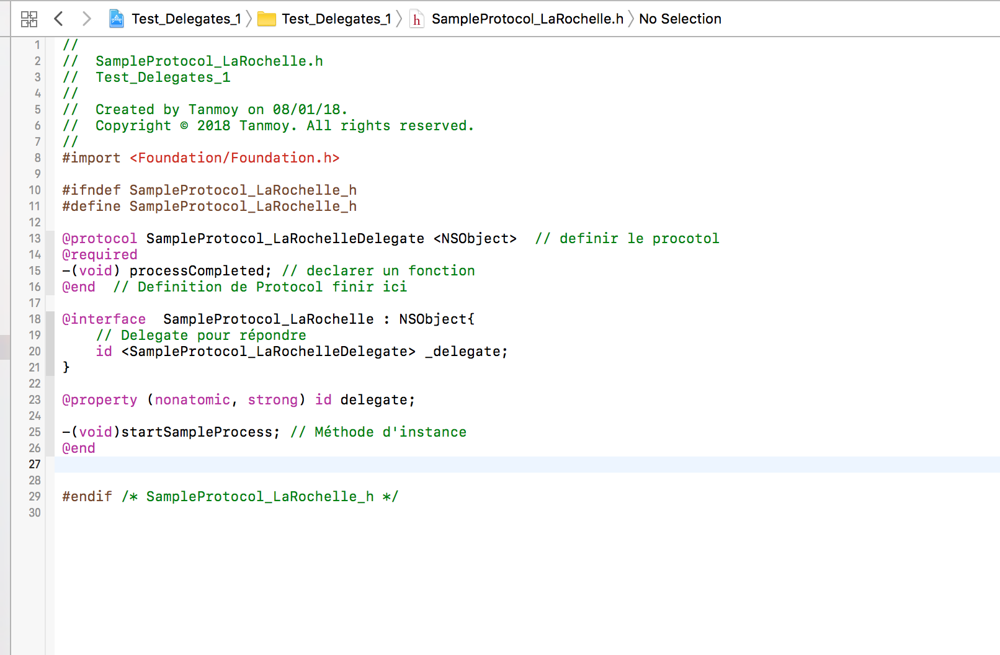 Test_Delegates_1 Test_Delegates_1 h SampleProtocol_LaRochelle.h No Selection
1 //
2 //  SampleProtocol_LaRochelle.h
3 //  Test_Delegates_1
4 //
5 //  Created by Tanmoy on 08/01/18.
6 //  Copyright © 2018 Tanmoy. All rights reserved.
7 //
8 #import <Foundation/Foundation.h>
9
10 #ifndef SampleProtocol_LaRochelle_h
11 #define SampleProtocol_LaRochelle_h
12
13 @protocol SampleProtocol_LaRochelleDelegate <NSObject>  // definir le procotol
14 @required
15 -(void) processCompleted; // declarer un fonction
16 @end  // Definition de Protocol finir ici
17
18 @interface  SampleProtocol_LaRochelle : NSObject{
19     // Delegate pour répondre
20     id <SampleProtocol_LaRochelleDelegate> _delegate;
21 }
22
23 @property (nonatomic, strong) id delegate;
24
25 -(void)startSampleProcess; // Méthode d'instance
26 @end
27
28
29 #endif /* SampleProtocol_LaRochelle_h */
30